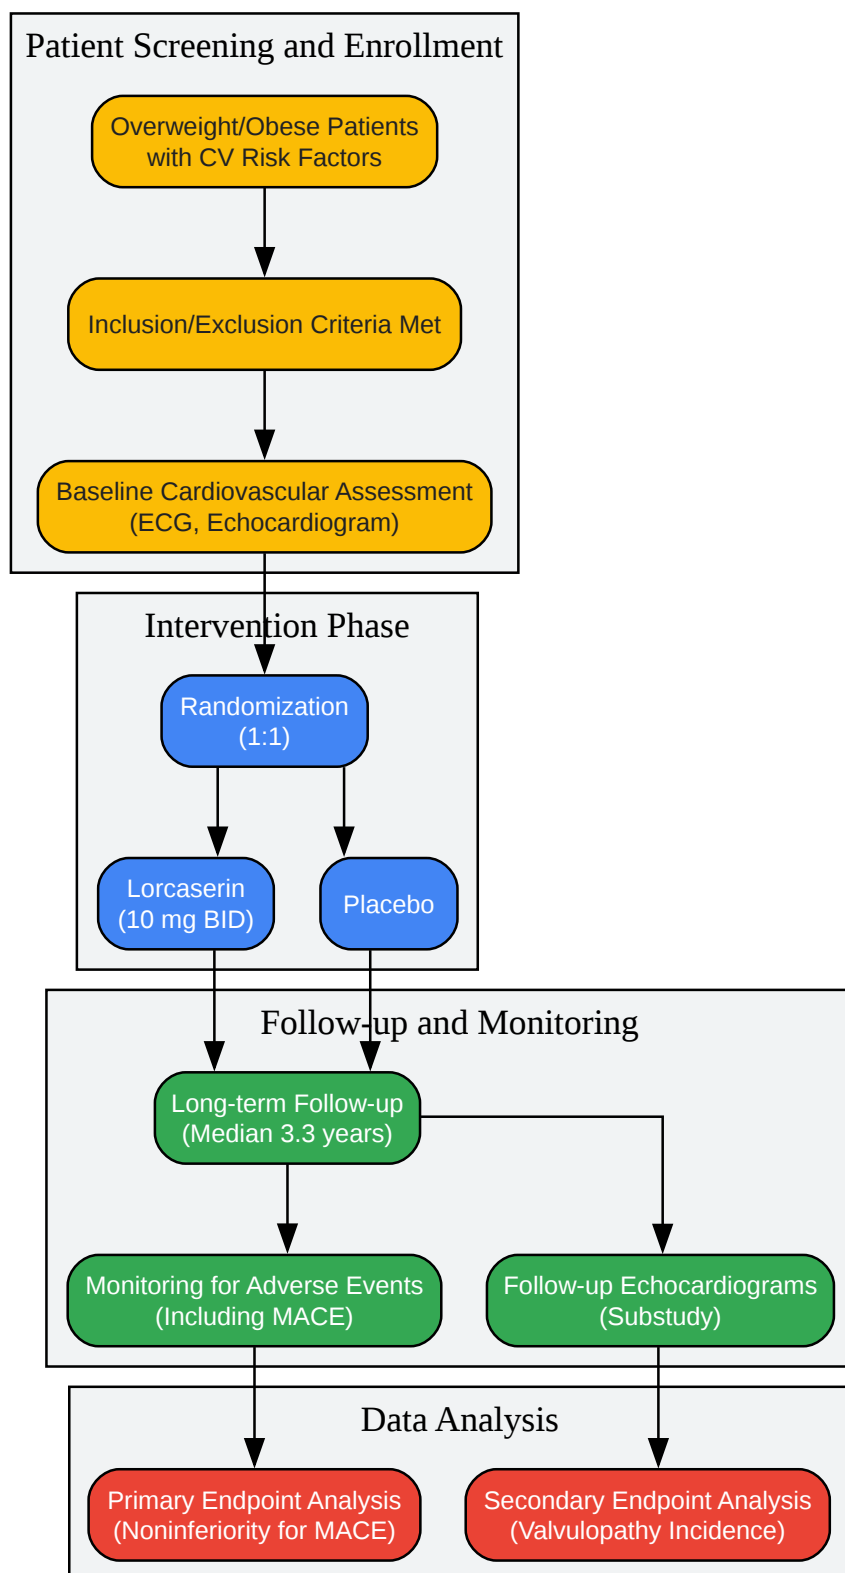 Patient Screening and Enrollment
Overweight/Obese Patients
with CV Risk Factors
Inclusion/Exclusion Criteria Met
Baseline Cardiovascular Assessment
(ECG, Echocardiogram)
Intervention Phase
Randomization
(1:1)
Lorcaserin
(10 mg BID)
Placebo
Follow-up and Monitoring
Long-term Follow-up
(Median 3.3 years)
Monitoring for Adverse Events
(Including MACE)
Follow-up Echocardiograms
(Substudy)
Data Analysis
Primary Endpoint Analysis
(Noninferiority for MACE)
Secondary Endpoint Analysis
(Valvulopathy Incidence)